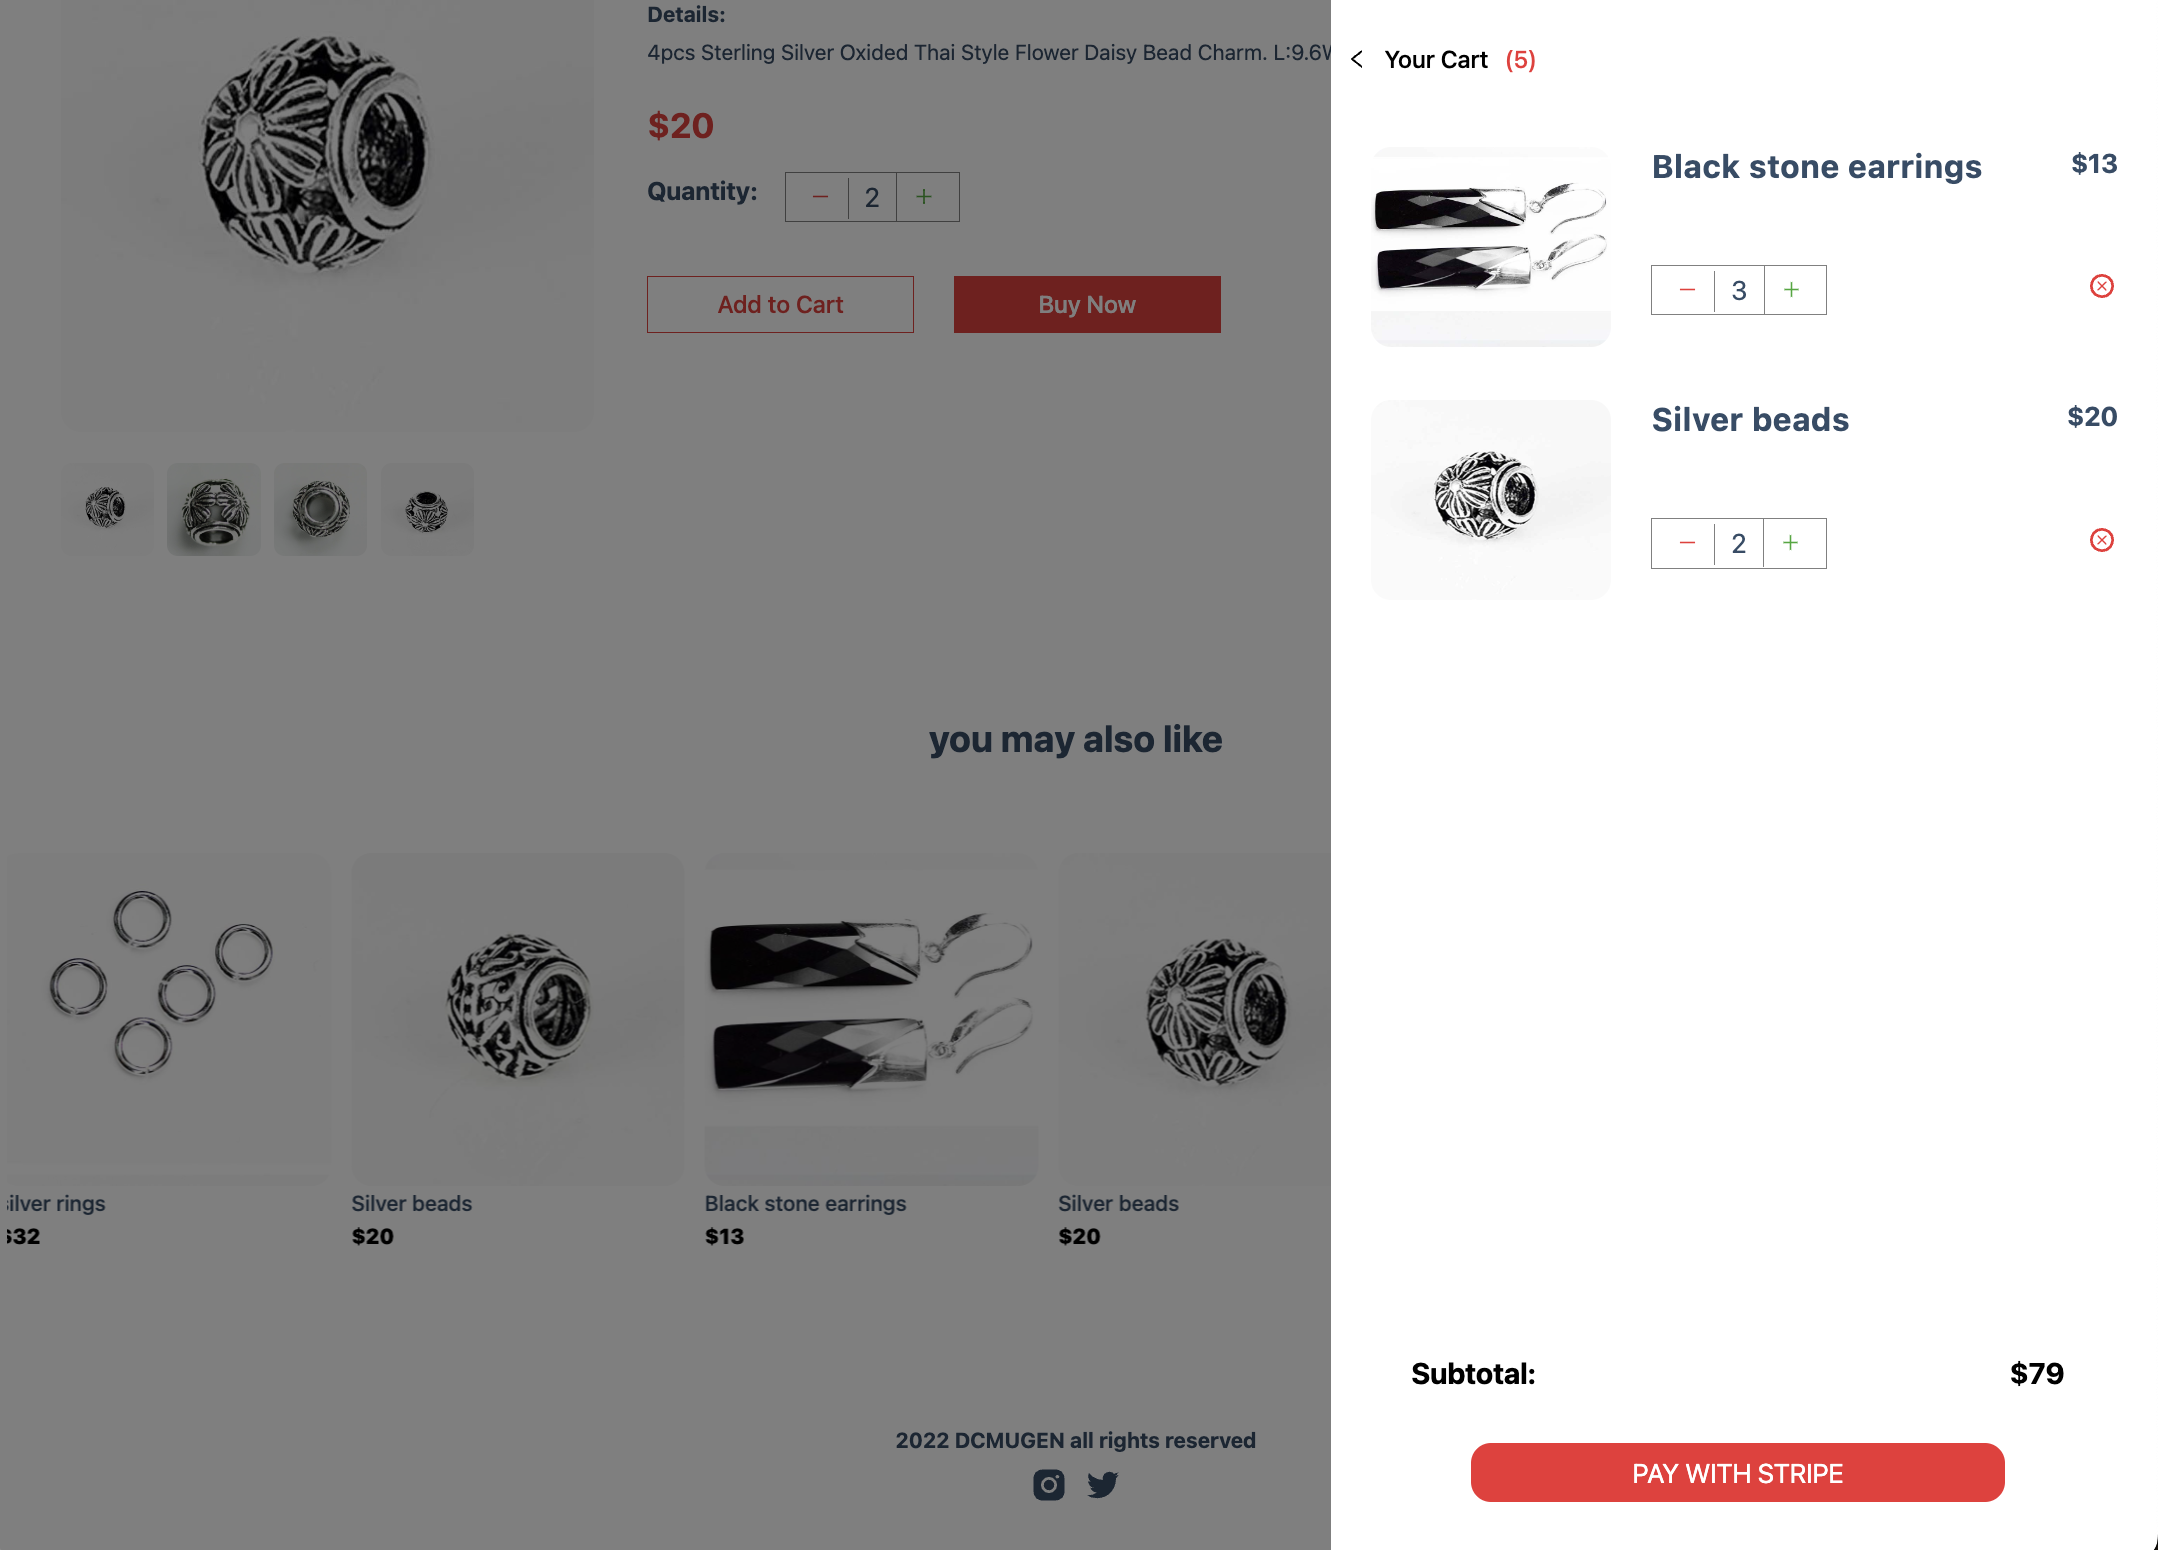 Details:
4pcs Sterling Silver Oxided Thai Style Flower Daisy Bead Charm. L:9.6
$20
Quantity: − 2 +
Add to Cart
Buy Now
you may also like
ilver rings
$32
Silver beads
$20
Black stone earrings
$13
Silver beads
$20
2022 DCMUGEN all rights reserved
< Your Cart (5)
Black stone earrings $13
− 3 +
Silver beads $20
− 2 +
Subtotal: $79
PAY WITH STRIPE